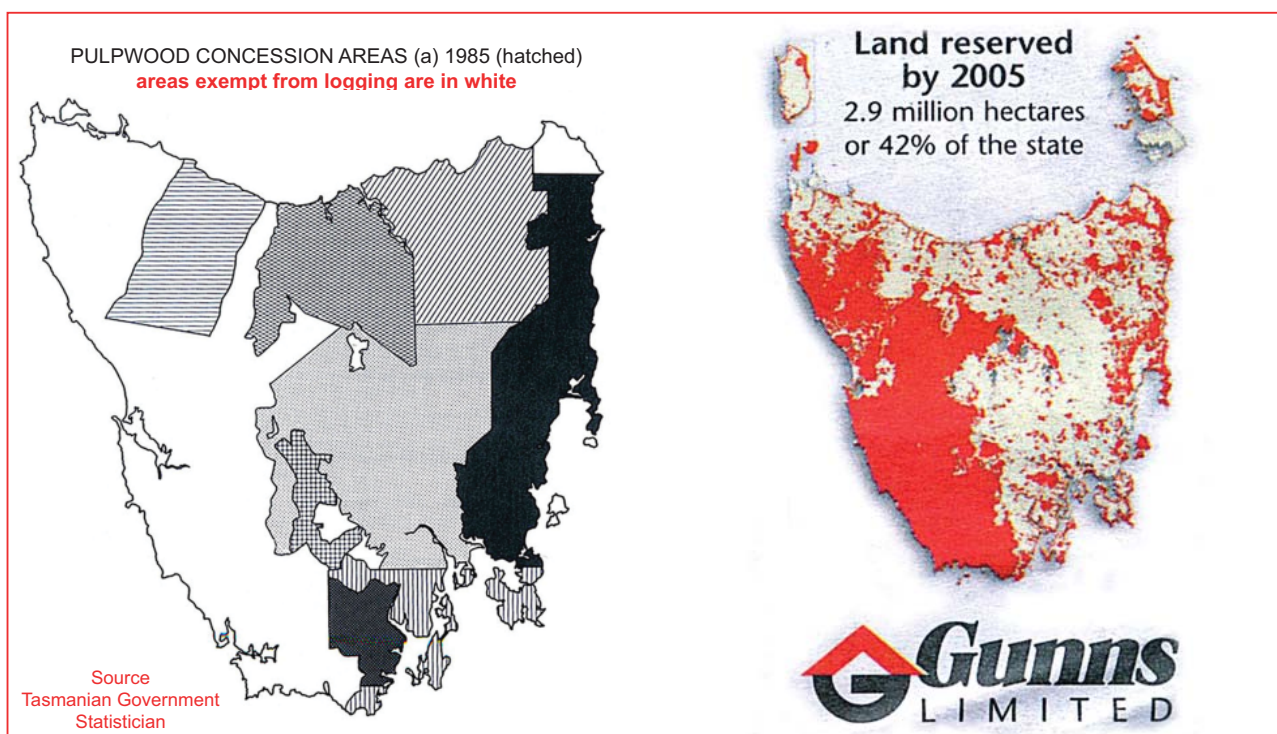 PULPWOOD CONCESSION AREAS (a) 1985 (hatched)
areas exempt from logging are in white
Source
Tasmanian Government
Statistician
Land reserved
by 2005
2.9 million hectares
or 42% of the state
G Gunns
LIMITED